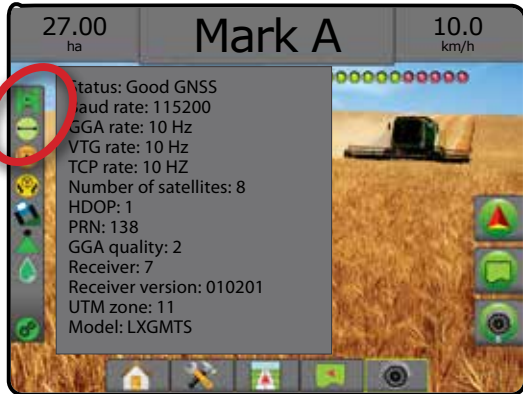 27.00
ha
Mark A
10.0
km/h
Status: Good GNSS
Baud rate: 115200
GGA rate: 10 Hz
VTG rate: 10 Hz
TCP rate: 10 HZ
Number of satellites: 8
HDOP: 1
PRN: 138
GGA quality: 2
Receiver: 7
Receiver version: 010201
UTM zone: 11
Model: LXGMTS